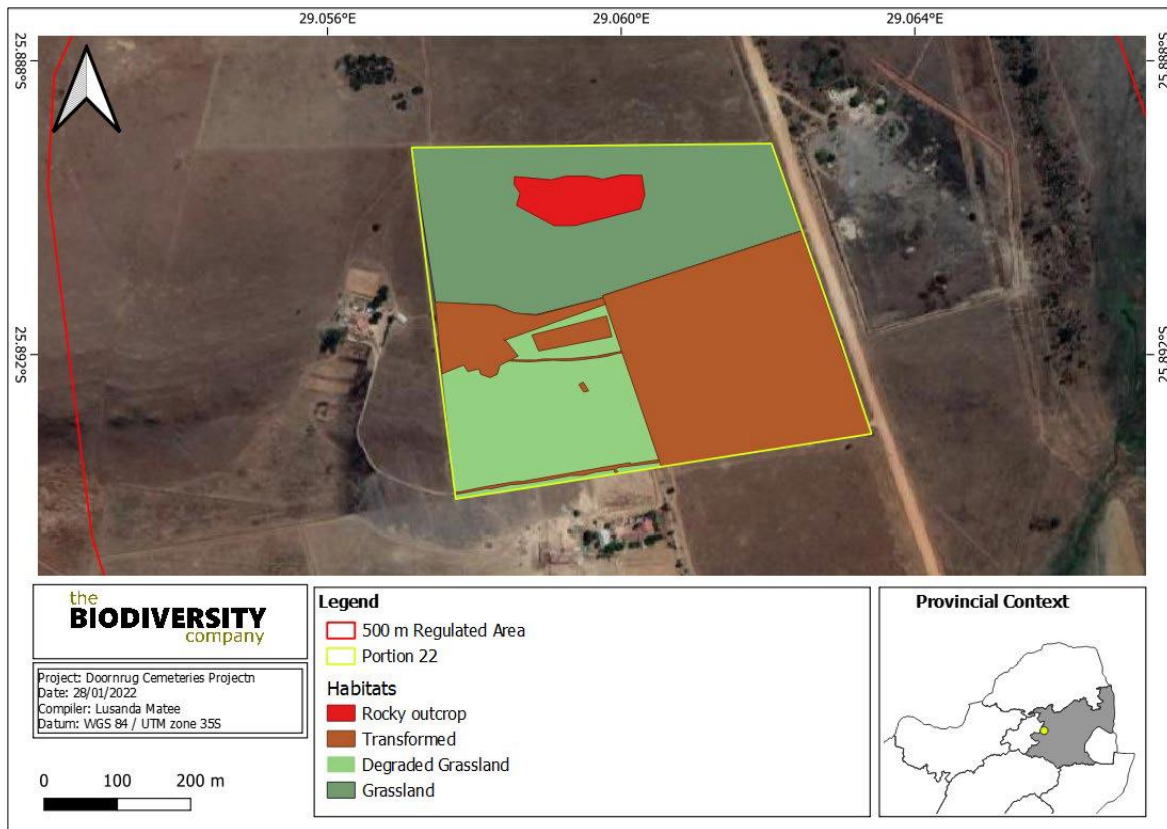 29.056°E 29.060°E 29.064°E
25.888°S 25.888°S
25.892°S 25.892°S
the
BIODIVERSITY
company
Project: Doornrug Cemeteries Projectn
Date: 28/01/2022
Compiler: Lusanda Matee
Datum: WGS 84 / UTM zone 35S
0 100 200 m
Legend
500 m Regulated Area
Portion 22
Habitats
Rocky outcrop
Transformed
Degraded Grassland
Grassland
Provincial Context